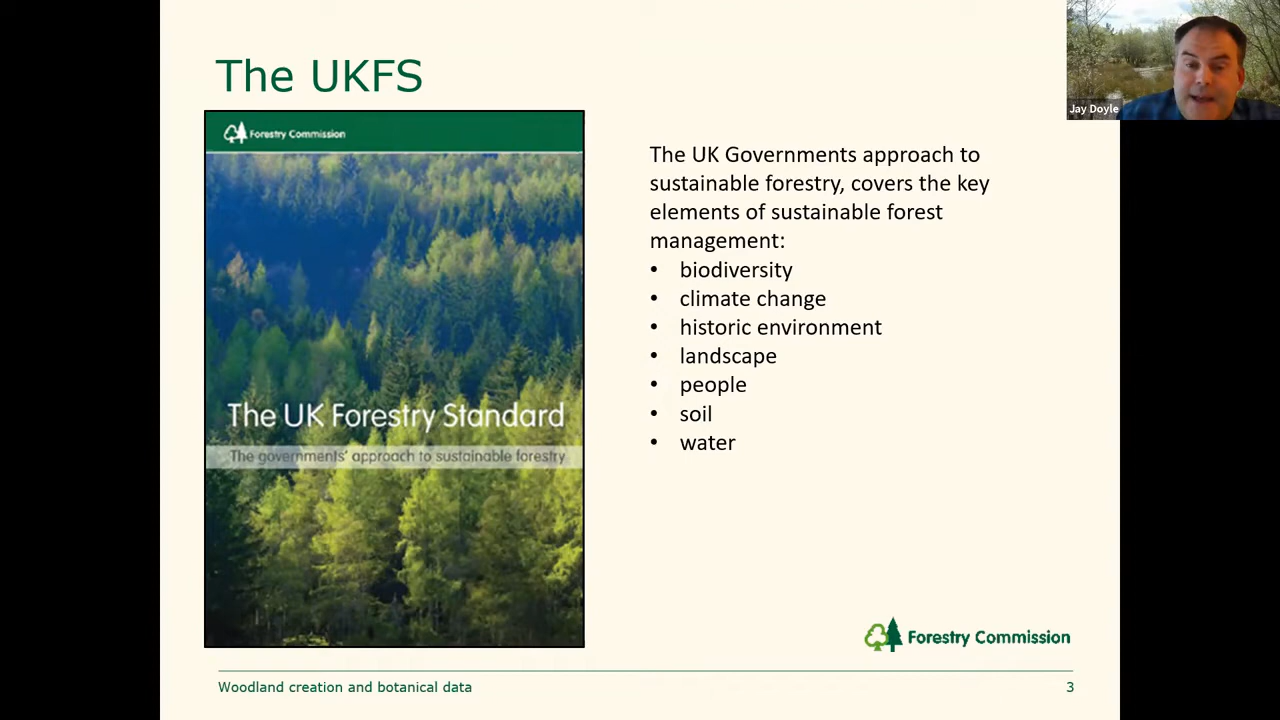 The UKFS
Jay Doyle
Forestry Commission
The UK Forestry Standard
The governments' approach to sustainable forestry
The UK Governments approach to
sustainable forestry, covers the key
elements of sustainable forest
management:
• biodiversity
• climate change
• historic environment
• landscape
• people
• soil
• water
Forestry Commission
Woodland creation and botanical data
3